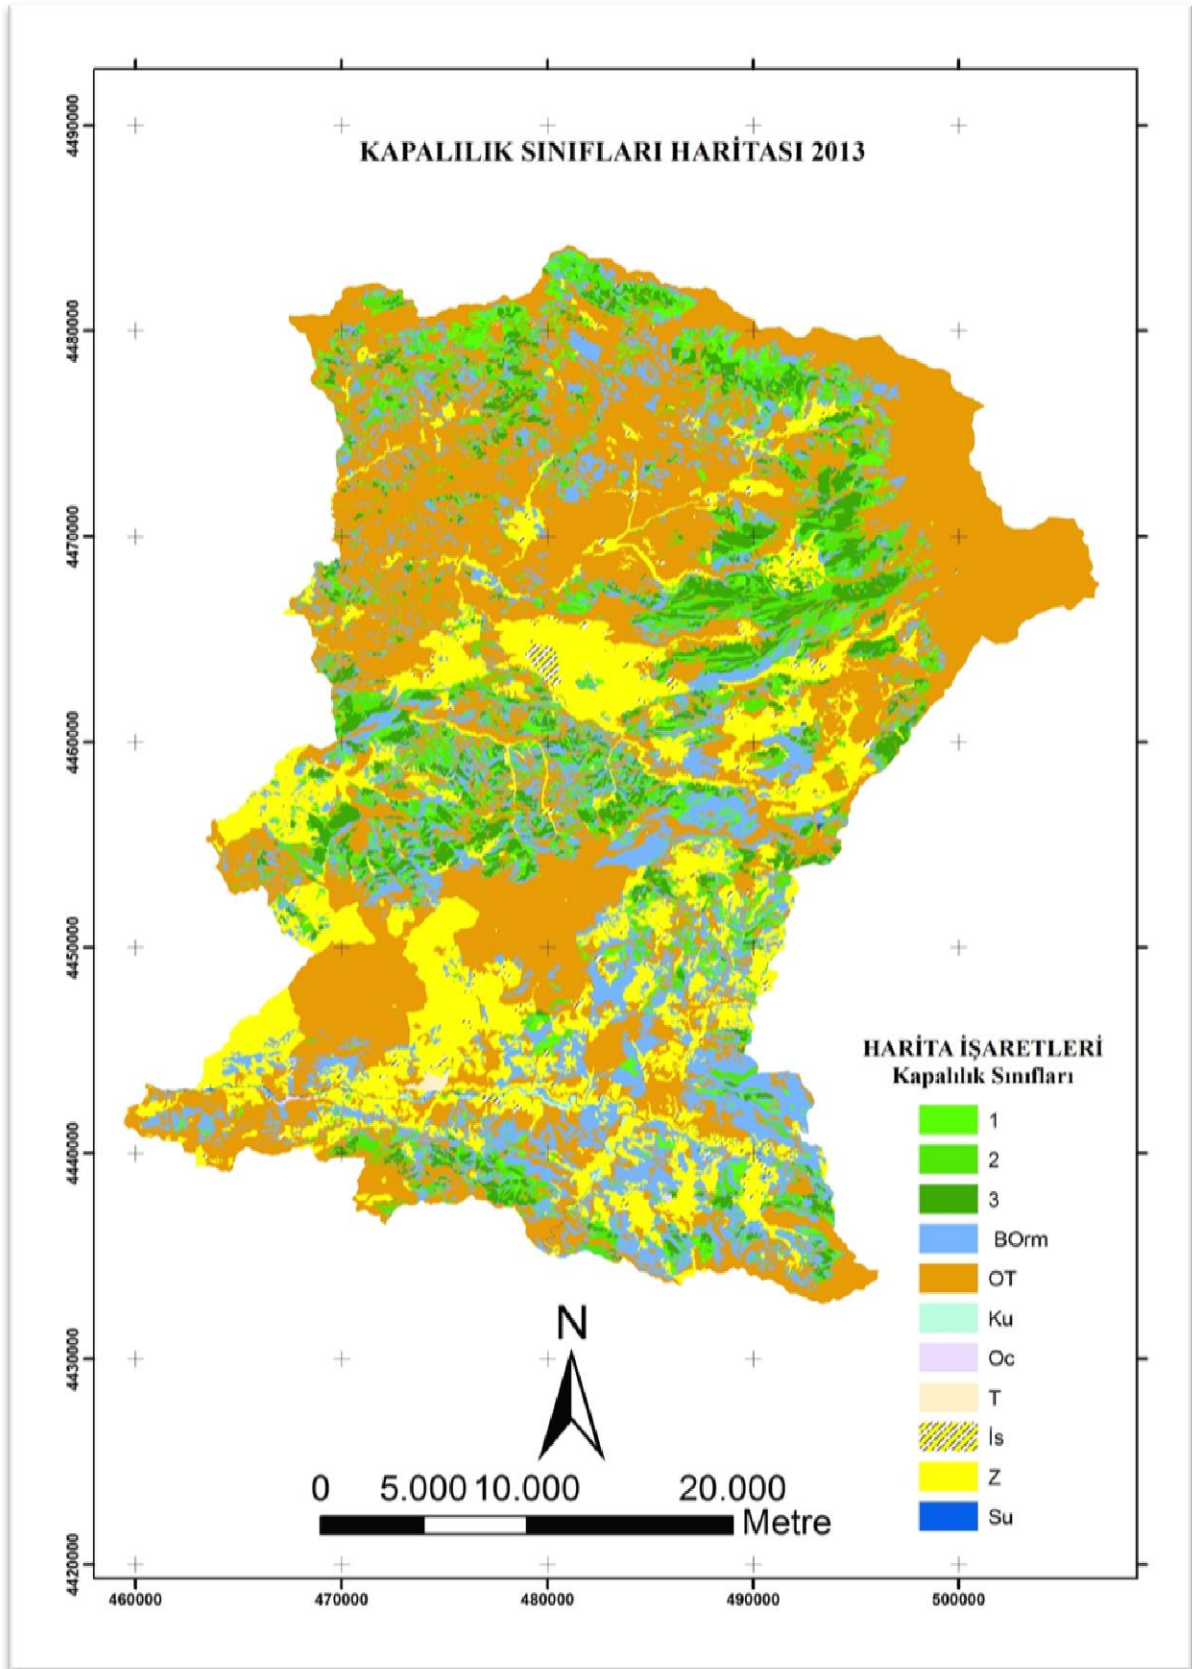 KAPALILIK SINIFLARI HARİTASI 2013
4490000
4480000
4470000
4460000
4450000
4440000
4430000
4420000
HARİTA İŞARETLERİ
Kapalılık Sınıfları
1
2
3
BOrm
OT
Ku
Oc
T
İs
Z
Su
N
0 5.000 10.000 20.000
Metre
460000 470000 480000 490000 500000